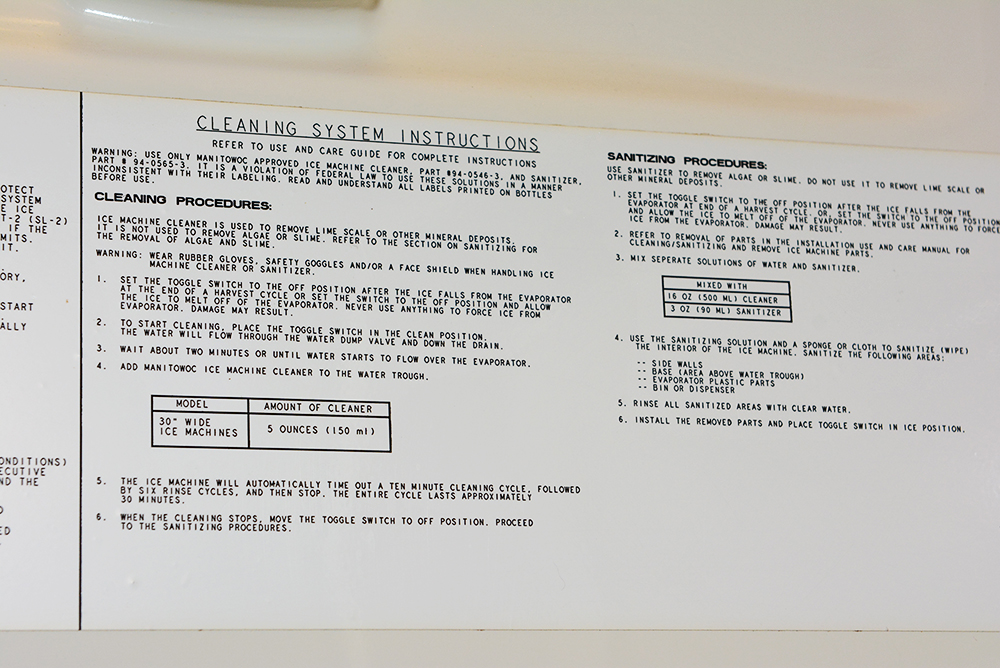 OTECT
SYSTEM
E ICE
T-2 (SL-2)
IF THE
MITS.
IT.
ORY,
START
ALLY
ONDITIONS)
ECUTIVE
ND THE
D
ED
CLEANING SYSTEM INSTRUCTIONS
REFER TO USE AND CARE GUIDE FOR COMPLETE INSTRUCTIONS
WARNING: USE ONLY MANITOWOC APPROVED ICE MACHINE CLEANER, PART #94-0546-3, AND SANITIZER,
PART # 94-0565-3. IT IS A VIOLATION OF FEDERAL LAW TO USE THESE SOLUTIONS IN A MANNER
INCONSISTENT WITH THEIR LABELING. READ AND UNDERSTAND ALL LABELS PRINTED ON BOTTLES
BEFORE USE.
CLEANING PROCEDURES:
ICE MACHINE CLEANER IS USED TO REMOVE LIME SCALE OR OTHER MINERAL DEPOSITS.
IT IS NOT USED TO REMOVE ALGAE OR SLIME. REFER TO THE SECTION ON SANITIZING FOR
THE REMOVAL OF ALGAE AND SLIME.
WARNING: WEAR RUBBER GLOVES, SAFETY GOGGLES AND/OR A FACE SHIELD WHEN HANDLING ICE
MACHINE CLEANER OR SANITIZER.
1. SET THE TOGGLE SWITCH TO THE OFF POSITION AFTER THE ICE FALLS FROM THE EVAPORATOR
AT THE END OF A HARVEST CYCLE OR SET THE SWITCH TO THE OFF POSITION AND ALLOW
THE ICE TO MELT OFF OF THE EVAPORATOR. NEVER USE ANYTHING TO FORCE ICE FROM
EVAPORATOR. DAMAGE MAY RESULT.
2. TO START CLEANING, PLACE THE TOGGLE SWITCH IN THE CLEAN POSITION.
THE WATER WILL FLOW THROUGH THE WATER DUMP VALVE AND DOWN THE DRAIN.
3. WAIT ABOUT TWO MINUTES OR UNTIL WATER STARTS TO FLOW OVER THE EVAPORATOR.
4. ADD MANITOWOC ICE MACHINE CLEANER TO THE WATER TROUGH.
MODEL AMOUNT OF CLEANER
30" WIDE
ICE MACHINES 5 OUNCES (150 ml)
5. THE ICE MACHINE WILL AUTOMATICALLY TIME OUT A TEN MINUTE CLEANING CYCLE, FOLLOWED
BY SIX RINSE CYCLES, AND THEN STOP. THE ENTIRE CYCLE LASTS APPROXIMATELY
30 MINUTES.
6. WHEN THE CLEANING STOPS, MOVE THE TOGGLE SWITCH TO OFF POSITION. PROCEED
TO THE SANITIZING PROCEDURES.
SANITIZING PROCEDURES:
USE SANITIZER TO REMOVE ALGAE OR SLIME. DO NOT USE IT TO REMOVE LIME SCALE OR
OTHER MINERAL DEPOSITS.
1. SET THE TOGGLE SWITCH TO THE OFF POSITION AFTER THE ICE FALLS FROM THE
EVAPORATOR AT END OF A HARVEST CYCLE. OR, SET THE SWITCH TO THE OFF POSITION
AND ALLOW THE ICE TO MELT OFF OF THE EVAPORATOR. NEVER USE ANYTHING TO FORCE
ICE FROM EVAPORATOR. DAMAGE MAY RESULT.
2. REFER TO REMOVAL OF PARTS IN THE INSTALLATION USE AND CARE MANUAL FOR
CLEANING/SANITIZING AND REMOVE ICE MACHINE PARTS.
3. MIX SEPERATE SOLUTIONS OF WATER AND SANITIZER.
MIXED WITH
16 OZ (500 ML) CLEANER
3 OZ (90 ML) SANITIZER
4. USE THE SANITIZING SOLUTION AND A SPONGE OR CLOTH TO SANITIZE (WIPE)
THE INTERIOR OF THE ICE MACHINE. SANITIZE THE FOLLOWING AREAS:
-- SIDE WALLS
-- BASE (AREA ABOVE WATER TROUGH)
-- EVAPORATOR PLASTIC PARTS
-- BIN OR DISPENSER
5. RINSE ALL SANITIZED AREAS WITH CLEAR WATER.
6. INSTALL THE REMOVED PARTS AND PLACE TOGGLE SWITCH IN ICE POSITION.